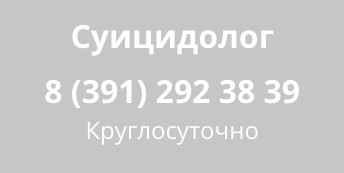 Суицидолог
8 (391) 292 38 39
Круглосуточно